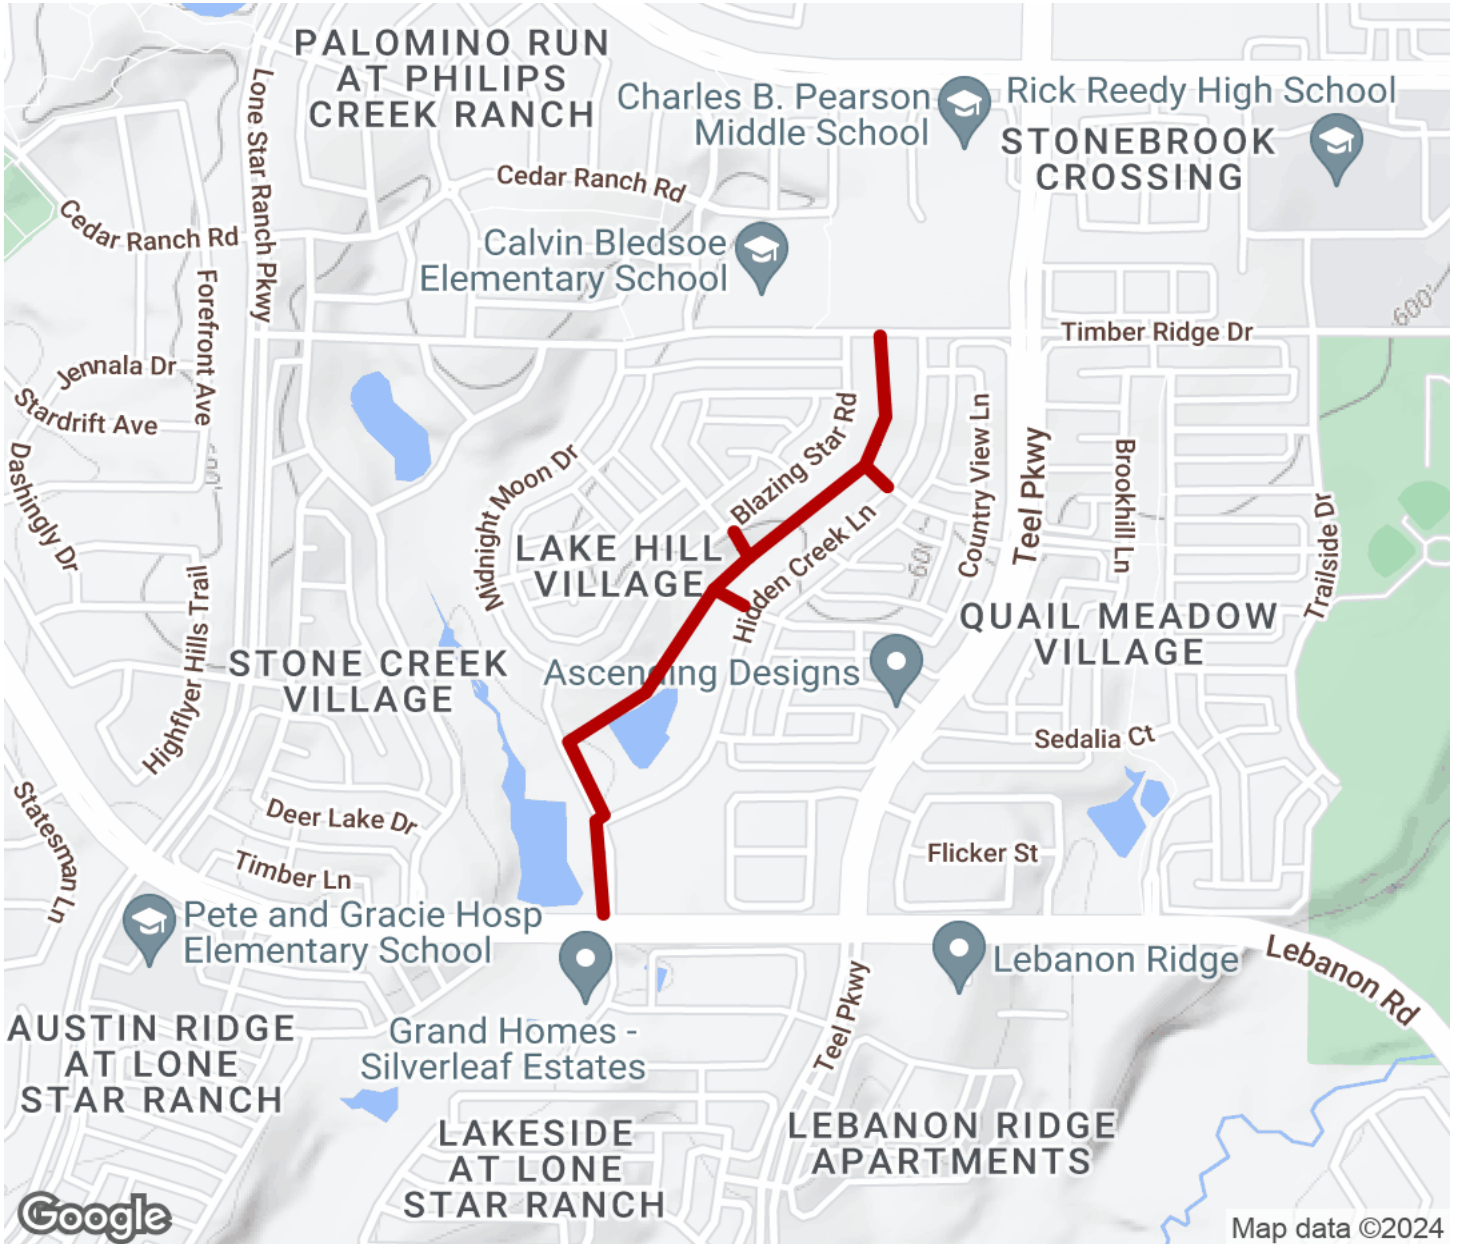 PALOMINO RUN
AT PHILIPS
CREEK RANCH
Charles B. Pearson
Middle School
Rick Reedy High School
STONEBROOK
CROSSING
Lone Star Ranch Pkwy
Cedar Ranch Rd
Cedar Ranch Rd
Calvin Bledsoe
Elementary School
Forefront Ave
600'
Timber Ridge Dr
Jennala Dr
Stardrift Ave
Blazing Star Rd
Country View Ln
Teel Pkwy
Brookhill Ln
Dashingly Dr
Midnight Moon Dr
Trailside Dr
LAKE HILL
VILLAGE
Hidden Creek Ln
Highflyer Hills Trail
QUAIL MEADOW
VILLAGE
STONE CREEK
VILLAGE
Ascending Designs
Sedalia Ct
Statesman Ln
Deer Lake Dr
Timber Ln
Flicker St
Pete and Gracie Hosp
Elementary School
Lebanon Ridge
Lebanon Rd
Teel Pkwy
Grand Homes -
Silverleaf Estates
AUSTIN RIDGE
AT LONE
STAR RANCH
LAKESIDE
AT LONE
STAR RANCH
LEBANON RIDGE
APARTMENTS
Google
Map data ©2024